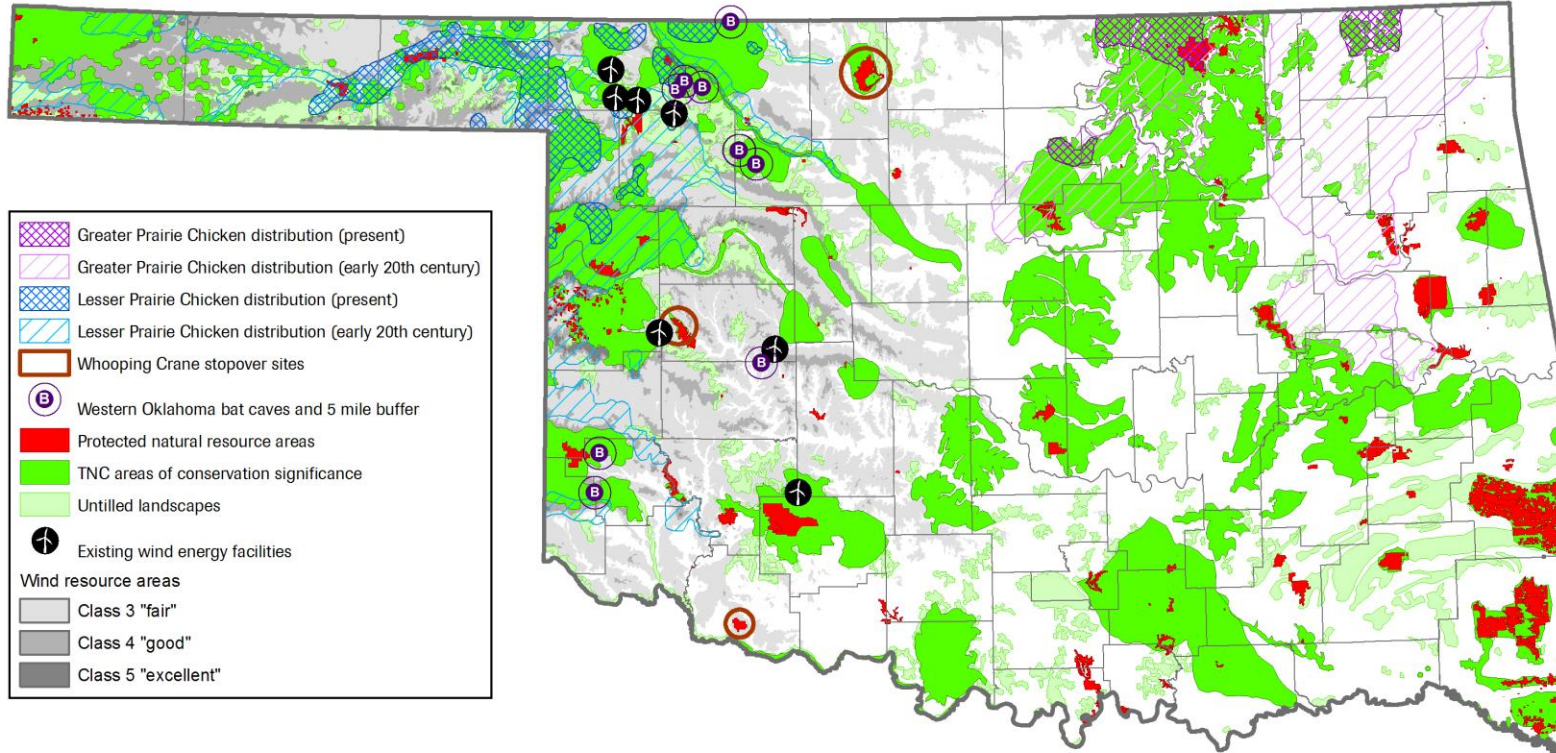 Greater Prairie Chicken distribution (present)
Greater Prairie Chicken distribution (early 20th century)
Lesser Prairie Chicken distribution (present)
Lesser Prairie Chicken distribution (early 20th century)
Whooping Crane stopover sites
B Western Oklahoma bat caves and 5 mile buffer
Protected natural resource areas
TNC areas of conservation significance
Untilled landscapes
Existing wind energy facilities
Wind resource areas
Class 3 "fair"
Class 4 "good"
Class 5 "excellent"
B
B
B
B
B
B
B
B
B